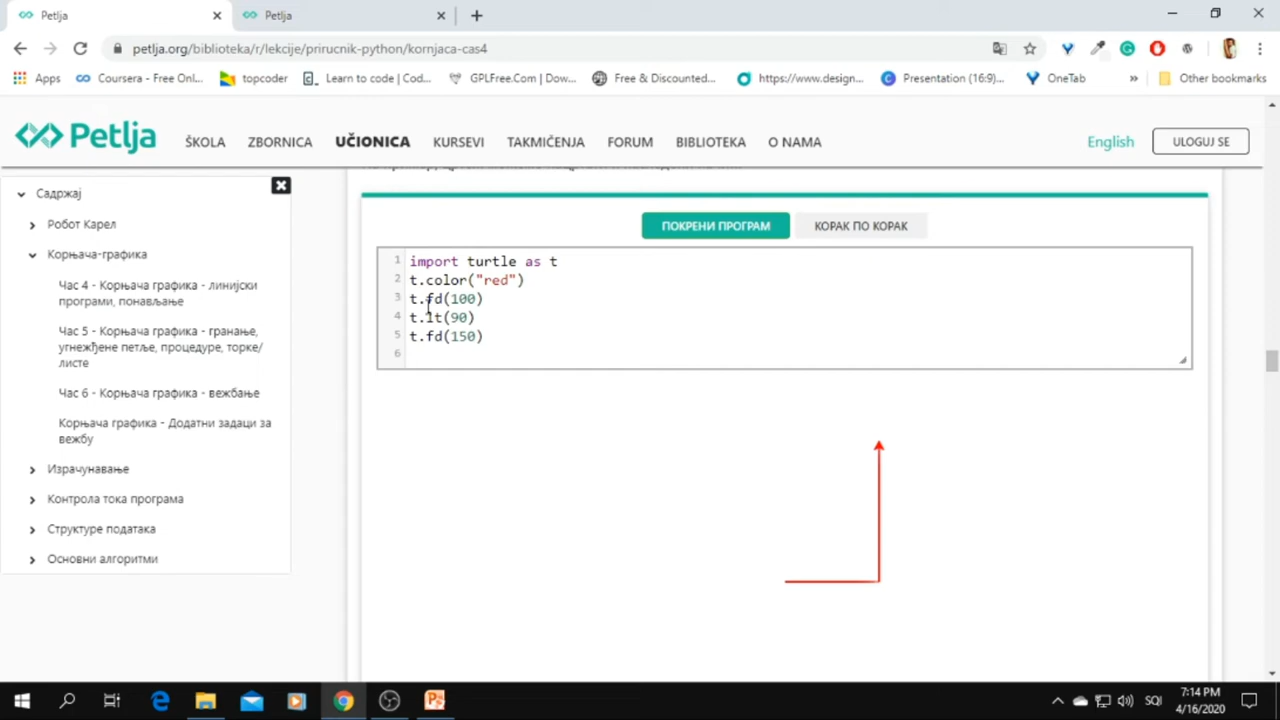 Petlja
Petlja
petlja.org/biblioteka/r/lekcije/prirucnik-python/kornjaca-cas4
Apps
Coursera - Free Onl...
topcoder
Learn to code | Cod...
GPLFree.Com | Dow...
Free & Discounted...
https://www.design...
Presentation (16:9)...
OneTab
»
Other bookmarks
Petlja
ŠKOLA
ZBORNICA
UČIONICA
KURSEVI
TAKMIČENJA
FORUM
BIBLIOTEKA
O NAMA
English
ULOGUJ SE
Садржај
Робот Карел
Корњача-графика
Час 4 - Корњача графика - линијски
програми, понављање
Час 5 - Корњача графика - гранање,
угнежђене петље, процедуре, торке/
листе
Час 6 - Корњача графика - вежбање
Корњача графика - Додатни задаци за
вежбу
Израчунавање
Контрола тока програма
Структуре података
Основни алгоритми
ПОКРЕНИ ПРОГРАМ
КОРАК ПО КОРАК
1 import turtle as t
2 t.color("red")
3 t.fd(100)
4 t.lt(90)
5 t.fd(150)
6
SQI
7:14 PM
4/16/2020